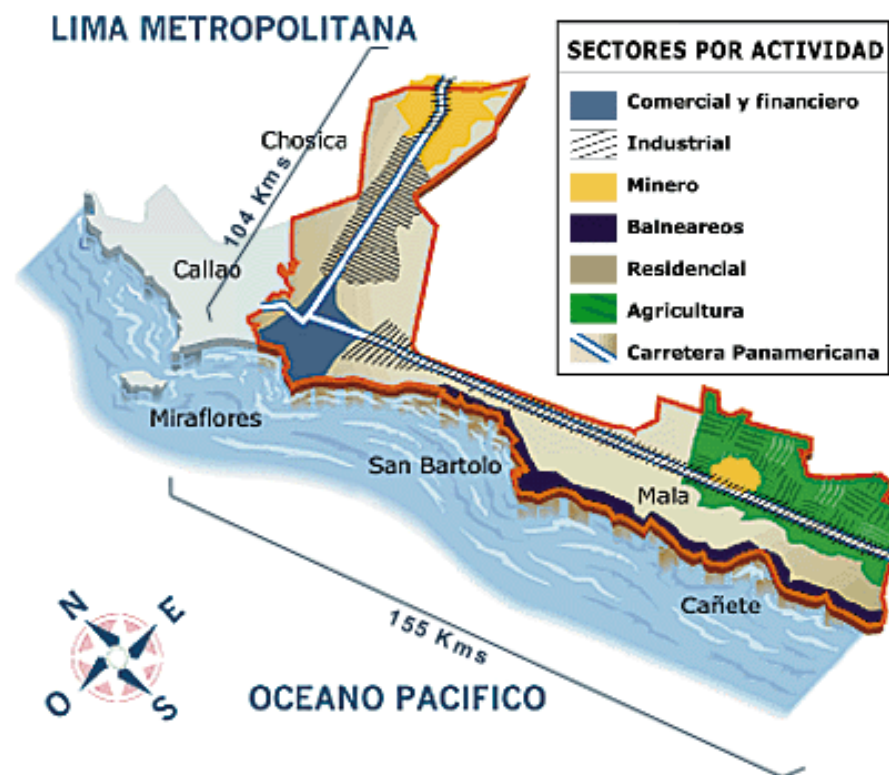 LIMA METROPOLITANA
SECTORES POR ACTIVIDAD
Comercial y financiero
Industrial
Minero
Balneareos
Residencial
Agricultura
Carretera Panamericana
Chosica
104 Kms
Callao
Miraflores
San Bartolo
Mala
Cañete
155 Kms
N
E
O
S
OCEANO PACIFICO